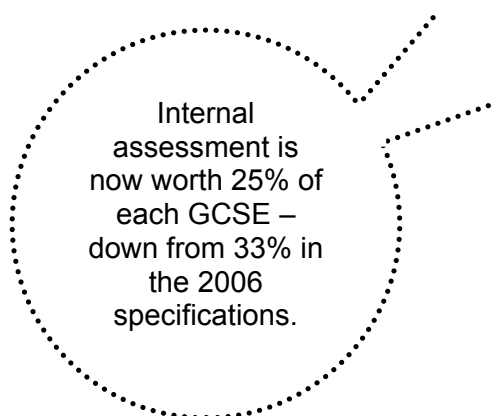 Internal
assessment is
now worth 25% of
each GCSE –
down from 33% in
the 2006
specifications.